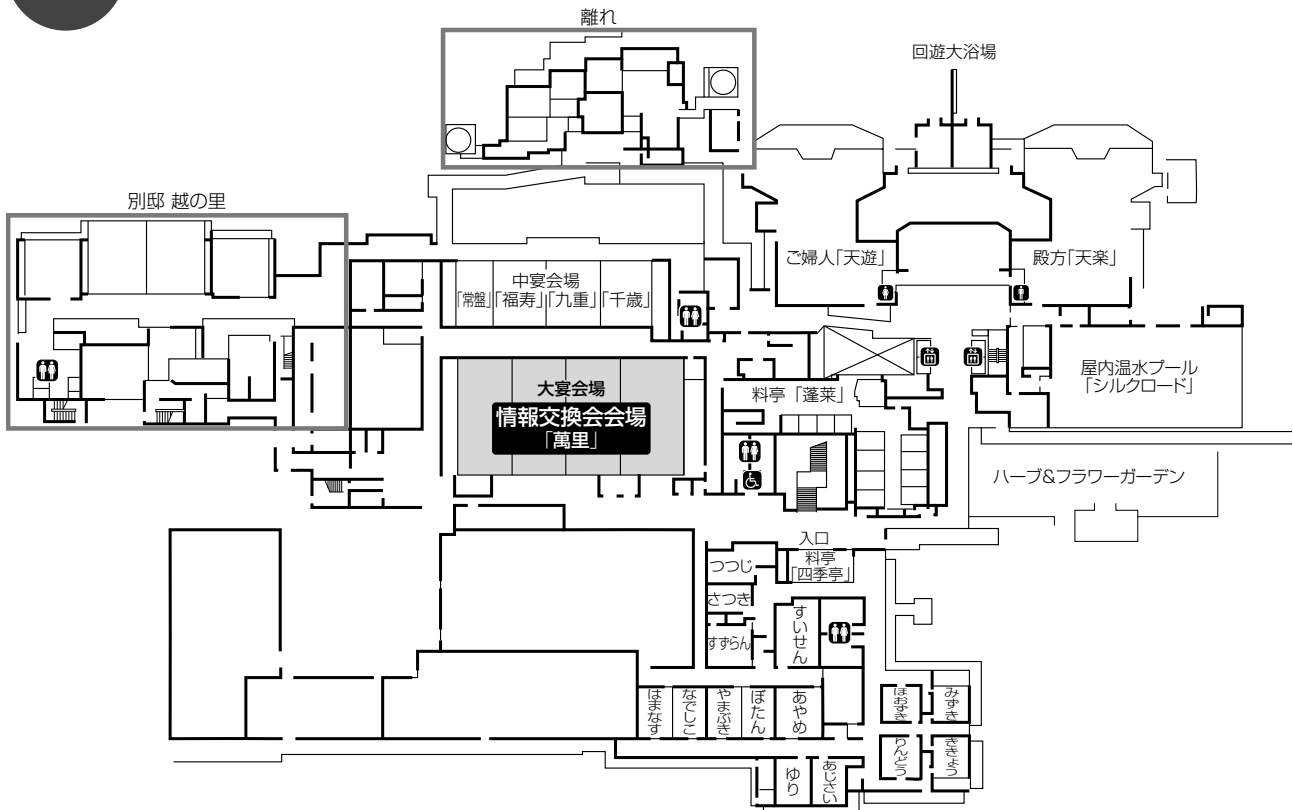 離れ
回遊大浴場
別邸 越の里
ご婦人「天遊」
殿方「天楽」
中宴会場
「常盤」「福寿」「九重」「千歳」
屋内温水プール
「シルクロード」
大宴会場
情報交換会会場
「萬里」
料亭「蓬莱」
ハーブ&フラワーガーデン
入口
料亭
「四季亭」
つつじ
さつき
すずらん
すいせん
はまなす
なでしこ
やまぶき
ぼたん
あやめ
ほおずき
みずき
りんどう
ききょう
ゆり
あじさい